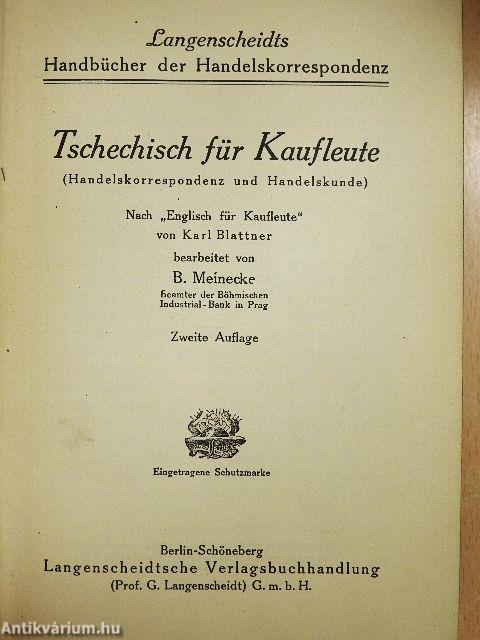 Langenscheidts
Handbücher der Handelskorrespondenz
Tschechisch für Kaufleute
(Handelskorrespondenz und Handelskunde)
Nach „Englisch für Kaufleute“
von Karl Blattner
bearbeitet von
B. Meinecke
Beamter der Böhmischen
Industrial-Bank in Prag
Zweite Auflage
Eingetragene Schutzmarke
Berlin-Schöneberg
Langenscheidtsche Verlagsbuchhandlung
(Prof. G. Langenscheidt) G. m. b. H.
Antikvárium.hu